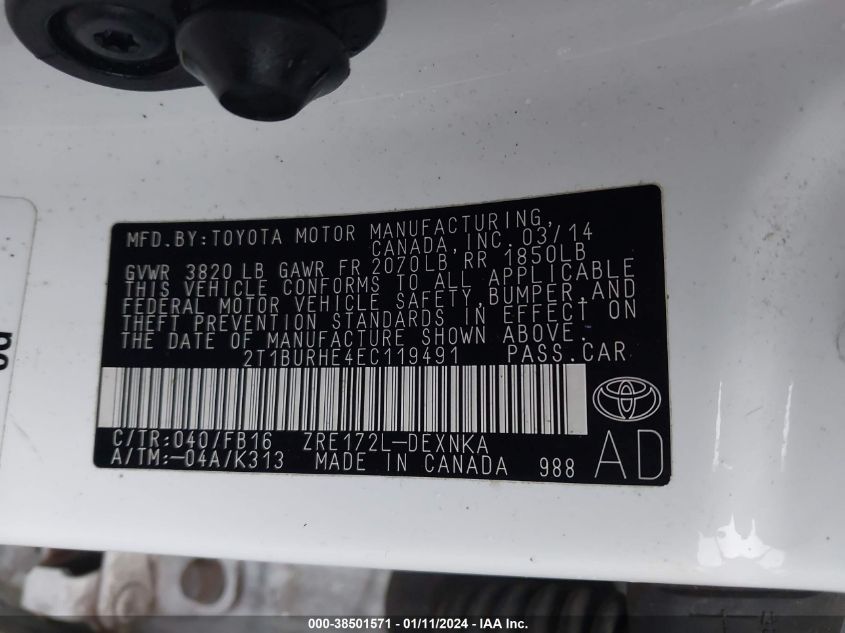 MFD. BY: TOYOTA MOTOR MANUFACTURING,
CANADA, INC. 03/14
GVWR 3820 LB GAWR FR 2070LB RR 1850LB
THIS VEHICLE CONFORMS TO ALL APPLICABLE
FEDERAL MOTOR VEHICLE SAFETY, BUMPER, AND
THEFT PREVENTION STANDARDS IN EFFECT ON
THE DATE OF MANUFACTURE SHOWN ABOVE.
2T1BURHE4EC119491 PASS. CAR
C/TR: 040/FB16 ZRE172L-DEXNKA
A/TM: -04A/K313 MADE IN CANADA 988 AD
000-38501571 - 01/11/2024 - IAA Inc.